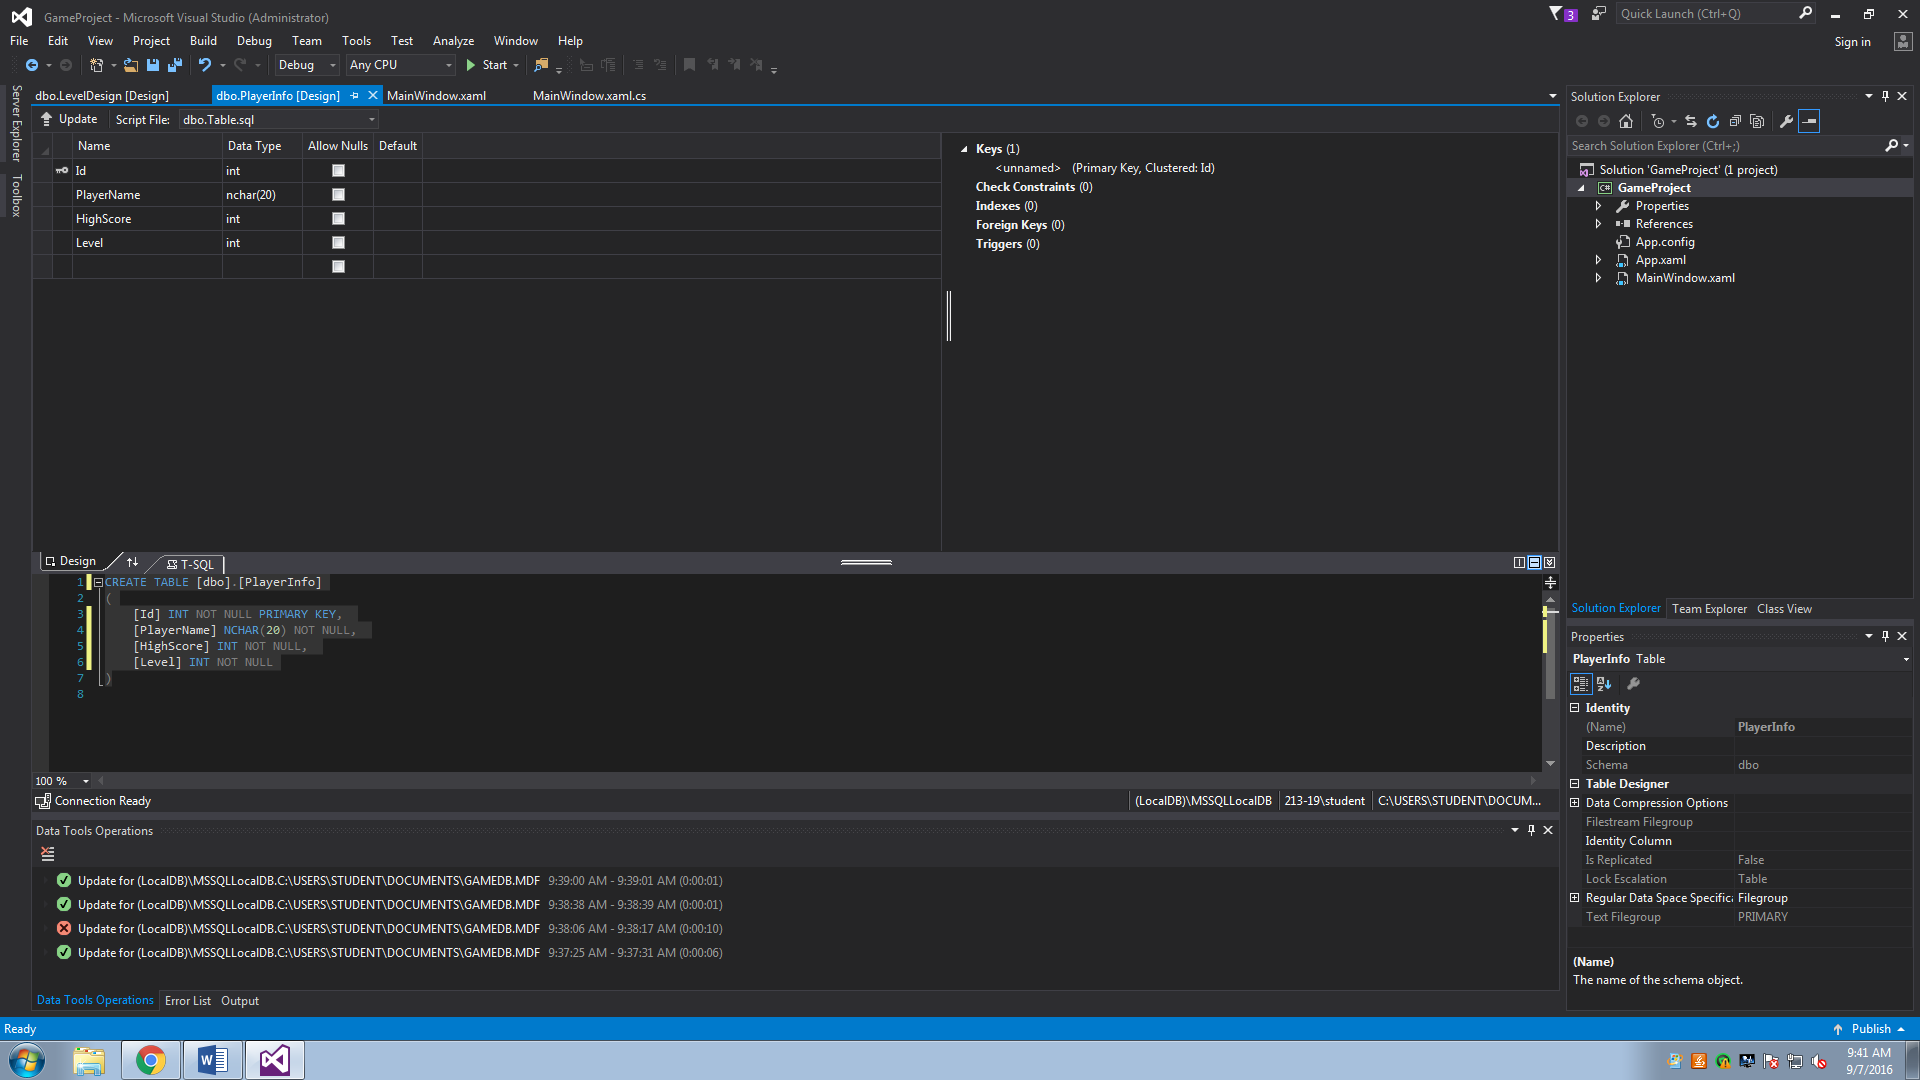 GameProject - Microsoft Visual Studio (Administrator)
3
Quick Launch (Ctrl+Q)
File Edit View Project Build Debug Team Tools Test Analyze Window Help
Sign in
Debug Any CPU Start
Server Explorer
Toolbox
dbo.LevelDesign [Design] dbo.PlayerInfo [Design] MainWindow.xaml MainWindow.xaml.cs
Update Script File: dbo.Table.sql
Name Data Type Allow Nulls Default
Id int
PlayerName nchar(20)
HighScore int
Level int
Keys (1)
<unnamed> (Primary Key, Clustered: Id)
Check Constraints (0)
Indexes (0)
Foreign Keys (0)
Triggers (0)
Design T-SQL
1 CREATE TABLE [dbo].[PlayerInfo]
2 (
3 [Id] INT NOT NULL PRIMARY KEY,
4 [PlayerName] NCHAR(20) NOT NULL,
5 [HighScore] INT NOT NULL,
6 [Level] INT NOT NULL
7 )
8
100 %
Connection Ready (LocalDB)\MSSQLLocalDB 213-19\student C:\USERS\STUDENT\DOCUM...
Data Tools Operations
Update for (LocalDB)\MSSQLLocalDB.C:\USERS\STUDENT\DOCUMENTS\GAMEDB.MDF 9:39:00 AM - 9:39:01 AM (0:00:01)
Update for (LocalDB)\MSSQLLocalDB.C:\USERS\STUDENT\DOCUMENTS\GAMEDB.MDF 9:38:38 AM - 9:38:39 AM (0:00:01)
Update for (LocalDB)\MSSQLLocalDB.C:\USERS\STUDENT\DOCUMENTS\GAMEDB.MDF 9:38:06 AM - 9:38:17 AM (0:00:10)
Update for (LocalDB)\MSSQLLocalDB.C:\USERS\STUDENT\DOCUMENTS\GAMEDB.MDF 9:37:25 AM - 9:37:31 AM (0:00:06)
Data Tools Operations Error List Output
Solution Explorer
Search Solution Explorer (Ctrl+;)
Solution 'GameProject' (1 project)
C# GameProject
Properties
References
App.config
App.xaml
MainWindow.xaml
Solution Explorer Team Explorer Class View
Properties
PlayerInfo Table
Identity
(Name) PlayerInfo
Description
Schema dbo
Table Designer
Data Compression Options
Filestream Filegroup
Identity Column
Is Replicated False
Lock Escalation Table
Regular Data Space Specifica Filegroup
Text Filegroup PRIMARY
(Name)
The name of the schema object.
Ready Publish
9:41 AM
9/7/2016